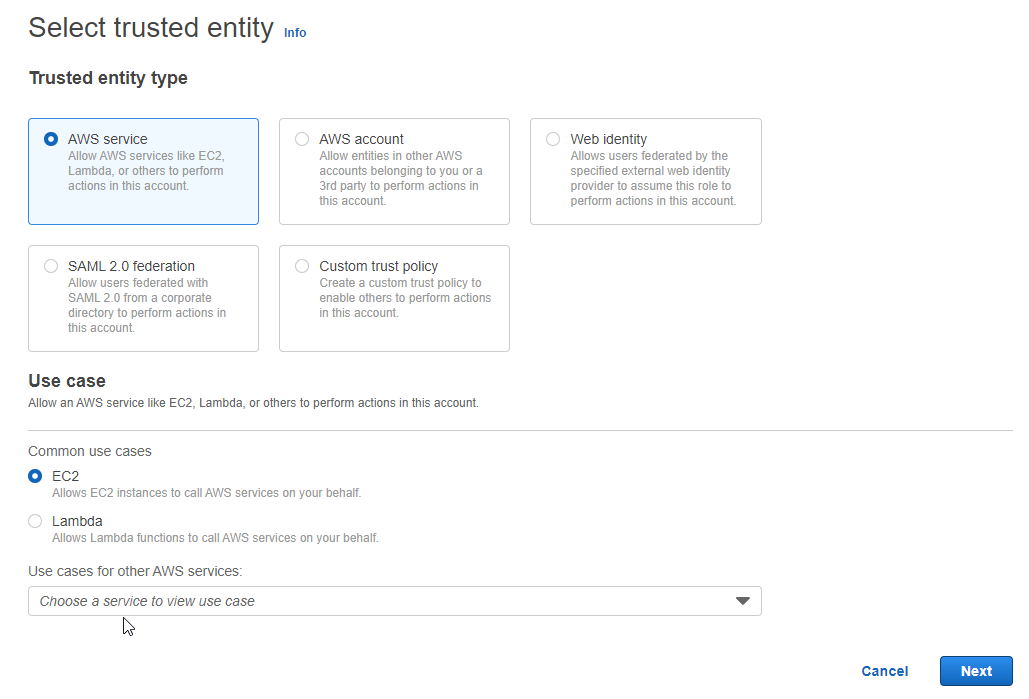 Select trusted entity Info
Trusted entity type
AWS service
Allow AWS services like EC2,
Lambda, or others to perform
actions in this account.
AWS account
Allow entities in other AWS
accounts belonging to you or a
3rd party to perform actions in
this account.
Web identity
Allows users federated by the
specified external web identity
provider to assume this role to
perform actions in this account.
SAML 2.0 federation
Allow users federated with
SAML 2.0 from a corporate
directory to perform actions in
this account.
Custom trust policy
Create a custom trust policy to
enable others to perform actions
in this account.
Use case
Allow an AWS service like EC2, Lambda, or others to perform actions in this account.
Common use cases
EC2
Allows EC2 instances to call AWS services on your behalf.
Lambda
Allows Lambda functions to call AWS services on your behalf.
Use cases for other AWS services:
Choose a service to view use case
Cancel
Next